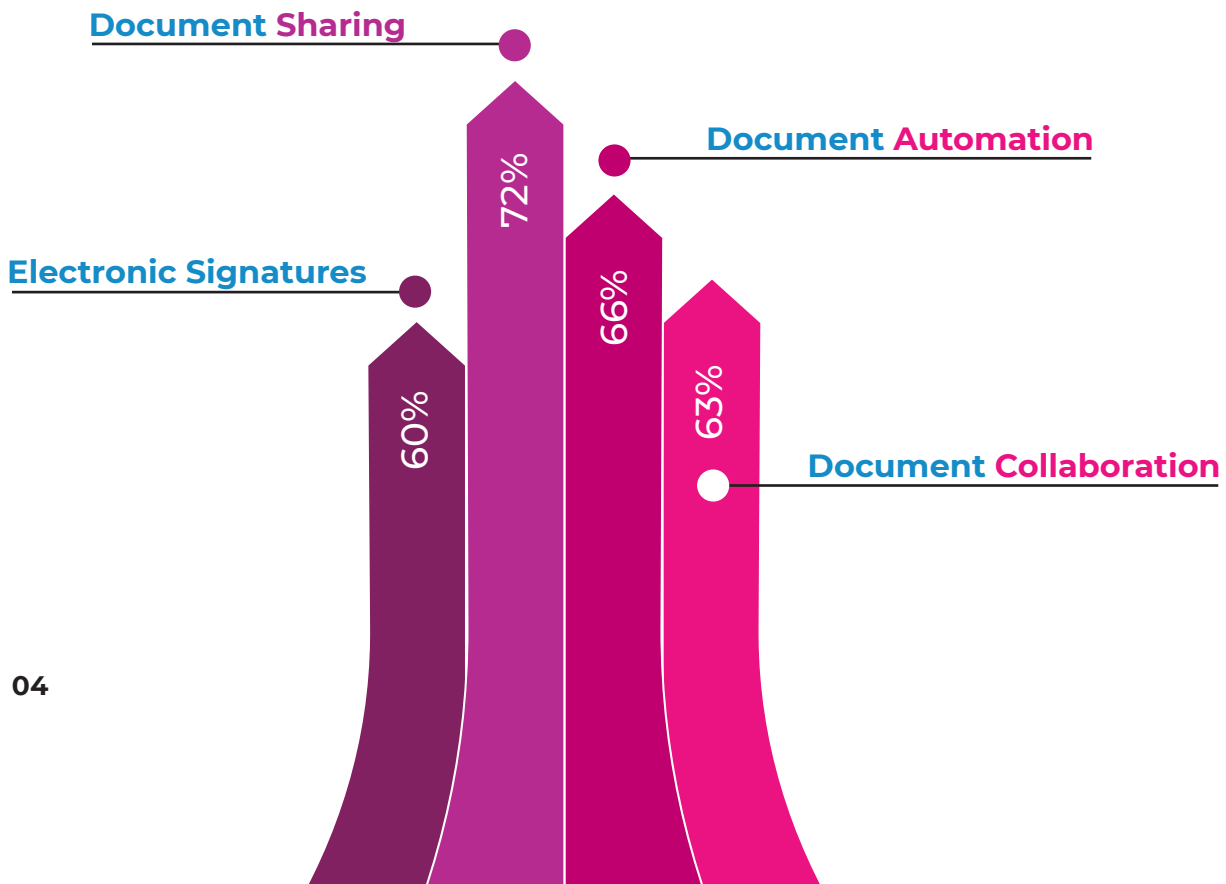 Document Sharing
72%
Document Automation
66%
Electronic Signatures
60%
63%
Document Collaboration
04